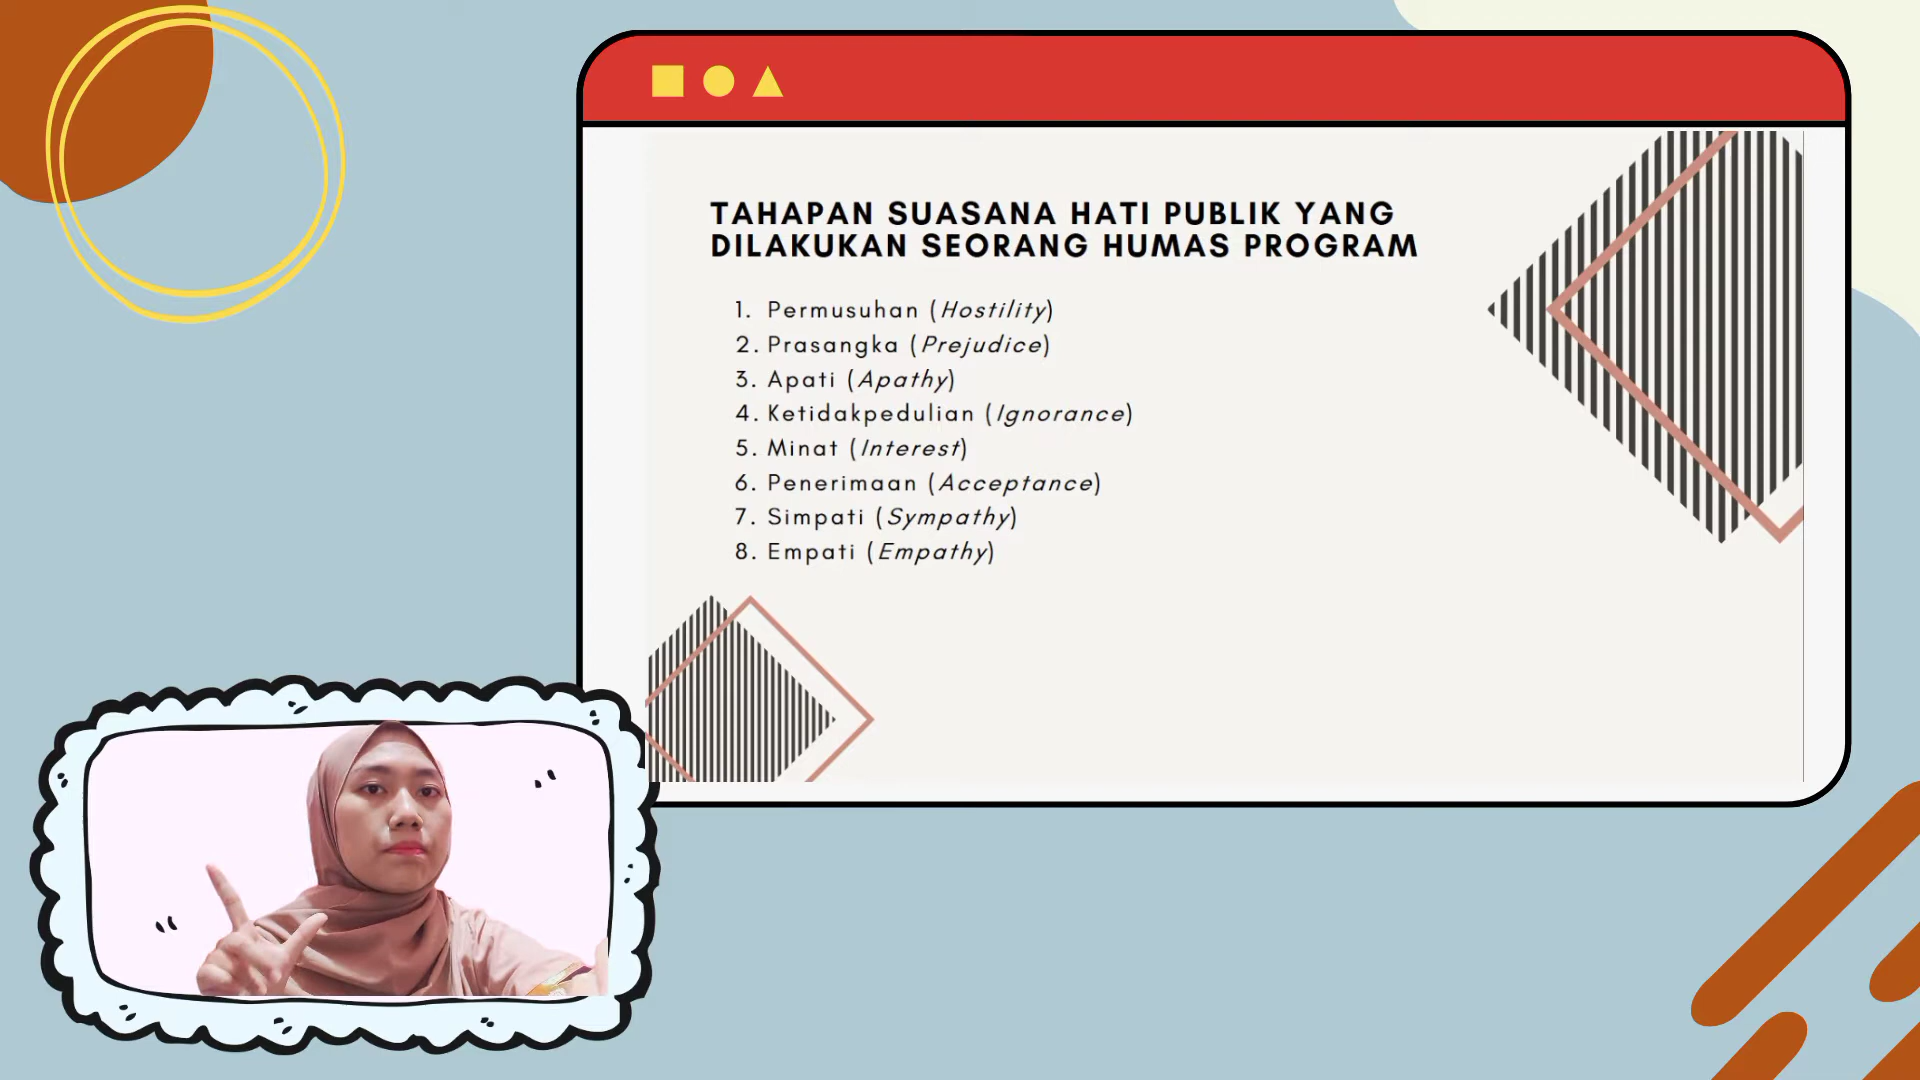 TAHAPAN SUASANA HATI PUBLIK YANG
DILAKUKAN SEORANG HUMAS PROGRAM
1. Permusuhan (Hostility)
2. Prasangka (Prejudice)
3. Apati (Apathy)
4. Ketidakpedulian (Ignorance)
5. Minat (Interest)
6. Penerimaan (Acceptance)
7. Simpati (Sympathy)
8. Empati (Empathy)